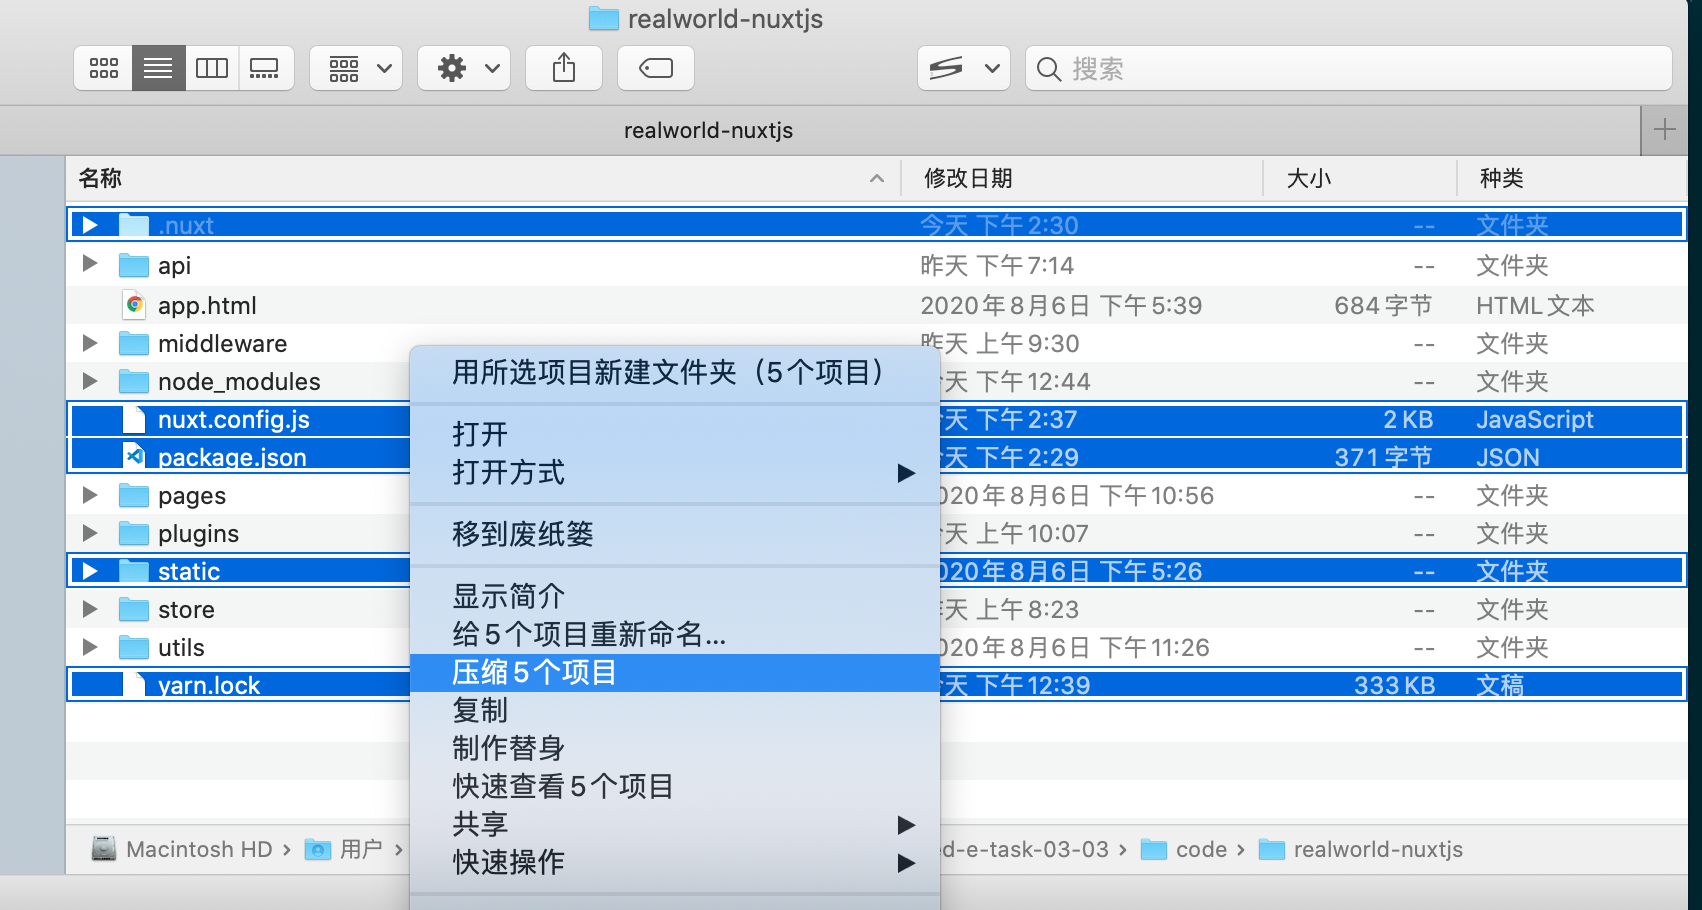 realworld-nuxtjs
搜索
realworld-nuxtjs
名称 修改日期 大小 种类
.nuxt 今天 下午2:30 -- 文件夹
api 昨天 下午7:14 -- 文件夹
app.html 2020年8月6日 下午5:39 684字节 HTML文本
middleware 昨天 上午9:30 -- 文件夹
node_modules 天 下午12:44 -- 文件夹
nuxt.config.js 天 下午2:37 2 KB JavaScript
package.json 天 下午2:29 371字节 JSON
pages 020年8月6日 下午10:56 -- 文件夹
plugins 天 上午10:07 -- 文件夹
static 020年8月6日 下午5:26 -- 文件夹
store 天 上午8:23 -- 文件夹
utils 020年8月6日 下午11:26 -- 文件夹
yarn.lock 天 下午12:39 333 KB 文稿
用所选项目新建文件夹（5个项目）
打开
打开方式
移到废纸篓
显示简介
给5个项目重新命名...
压缩5个项目
复制
制作替身
快速查看5个项目
共享
快速操作
Macintosh HD › 用户 › ed-e-task-03-03 › code › realworld-nuxtjs